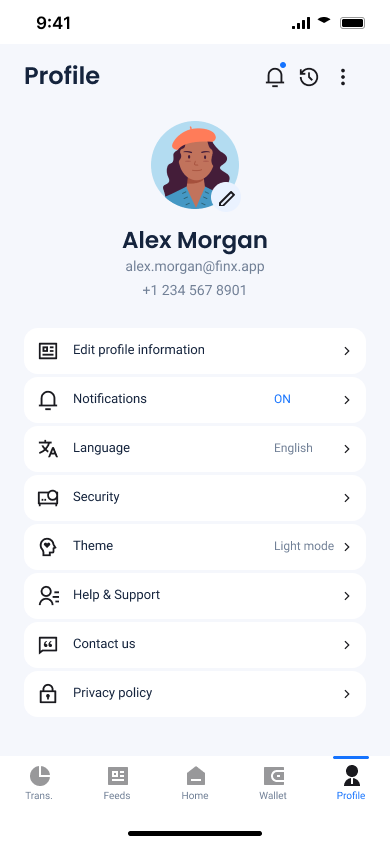 9:41
Profile
Alex Morgan
alex.morgan@finx.app
+1 234 567 8901
Edit profile information
Notifications ON
Language English
Security
Theme Light mode
Help & Support
Contact us
Privacy policy
Trans. Feeds Home Wallet Profile